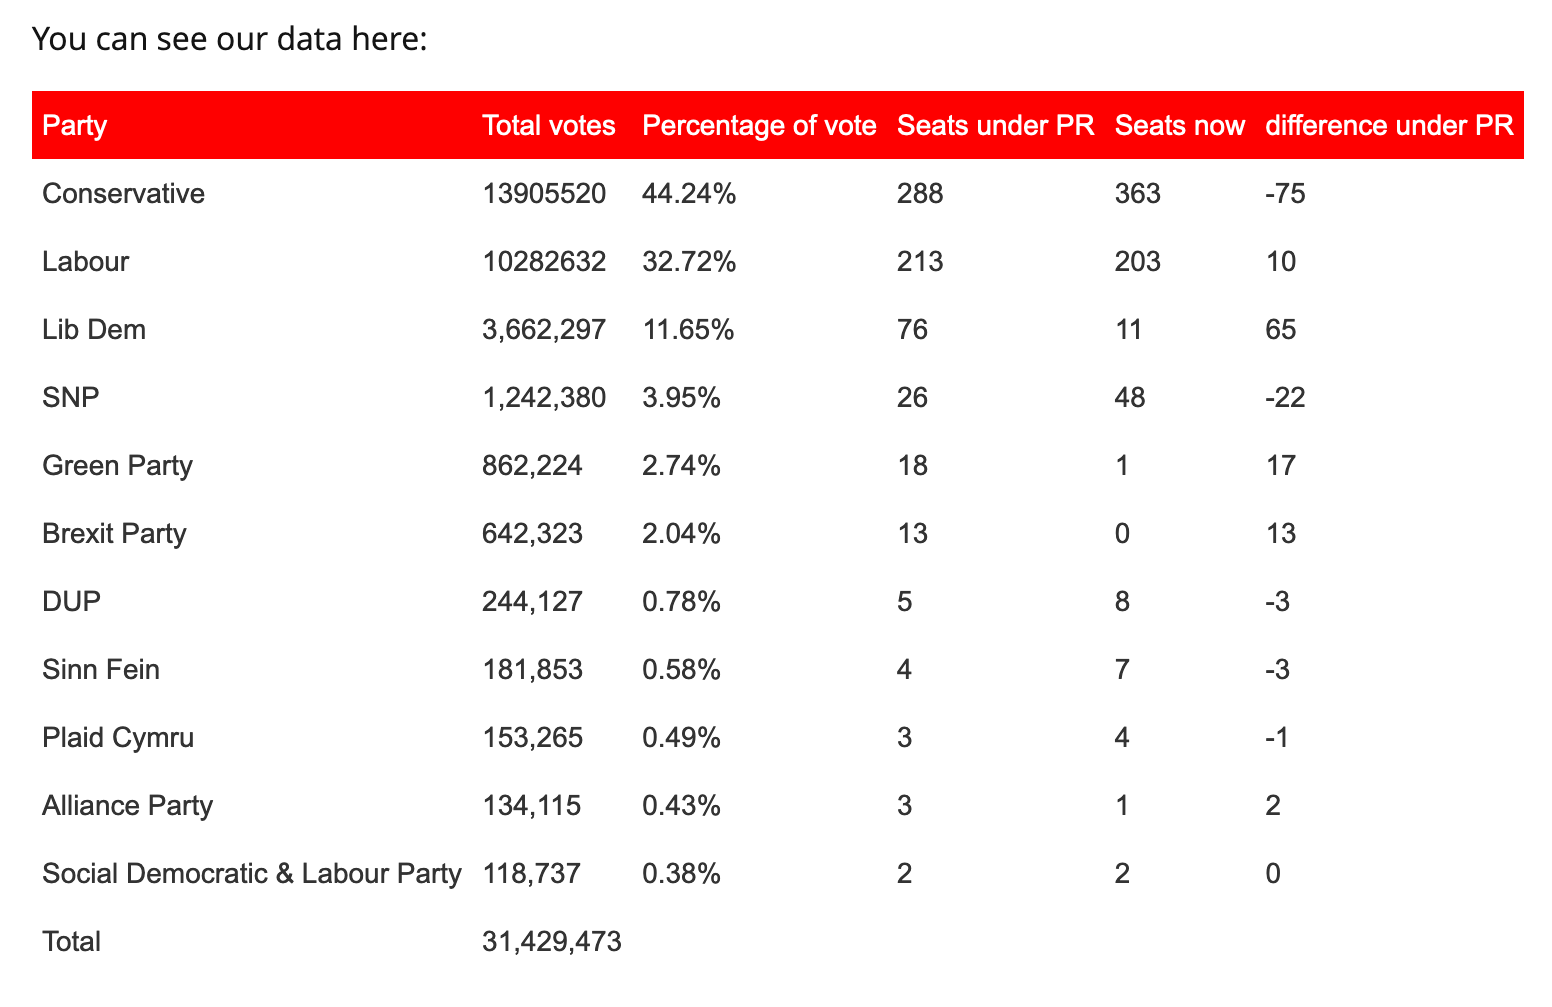 You can see our data here:
Party Total votes Percentage of vote Seats under PR Seats now difference under PR
Conservative 13905520 44.24% 288 363 -75
Labour 10282632 32.72% 213 203 10
Lib Dem 3,662,297 11.65% 76 11 65
SNP 1,242,380 3.95% 26 48 -22
Green Party 862,224 2.74% 18 1 17
Brexit Party 642,323 2.04% 13 0 13
DUP 244,127 0.78% 5 8 -3
Sinn Fein 181,853 0.58% 4 7 -3
Plaid Cymru 153,265 0.49% 3 4 -1
Alliance Party 134,115 0.43% 3 1 2
Social Democratic & Labour Party 118,737 0.38% 2 2 0
Total 31,429,473